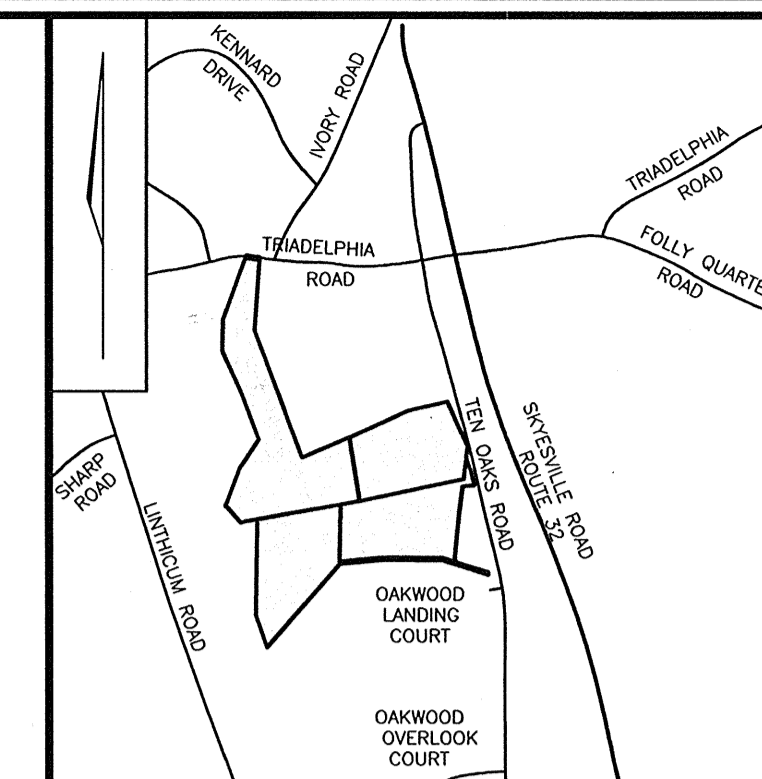 KENNARD
DRIVE
IVORY ROAD
TRIADELPHIA
ROAD
TRIADELPHIA
ROAD
FOLLY QUARTE
ROAD
SHARP
ROAD
LINTHICUM ROAD
TEN OAKS ROAD
SKYESVILLE ROAD
ROUTE 32
OAKWOOD
LANDING
COURT
OAKWOOD
OVERLOOK
COURT